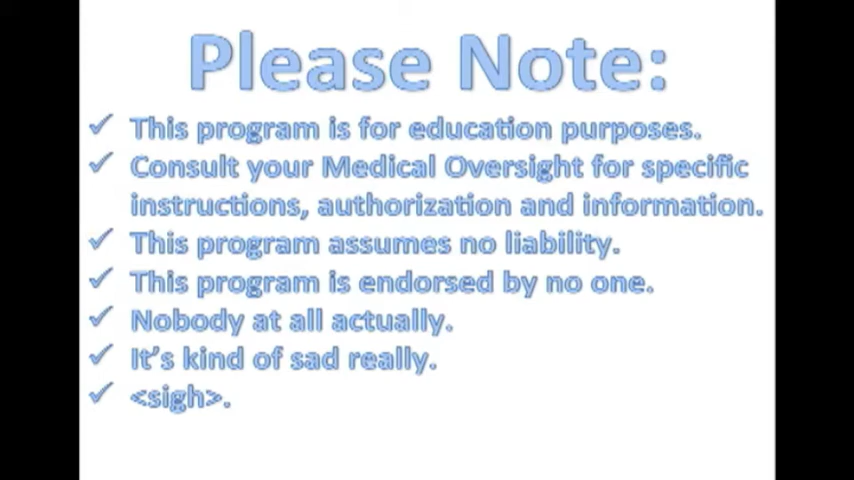 Please Note:
✓ This program is for education purposes.
✓ Consult your Medical Oversight for specific
instructions, authorization and information.
✓ This program assumes no liability.
✓ This program is endorsed by no one.
✓ Nobody at all actually.
✓ It's kind of sad really.
✓ <sigh>.